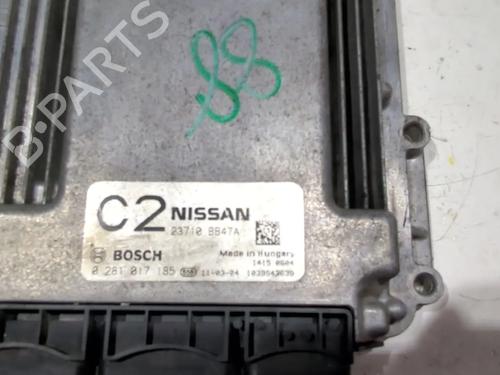 88
B-PARTS
C2 NISSAN
23710 BB47A
BOSCH
Made in Hungary
1415 0604
0 281 017 185
11-03-04 1039S43639